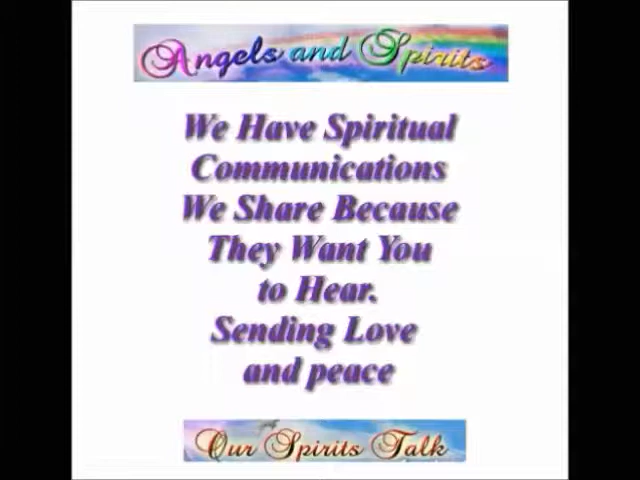 Angels and Spirits
We Have Spiritual
Communications
We Share Because
They Want You
to Hear.
Sending Love
and peace
Our Spirits Talk